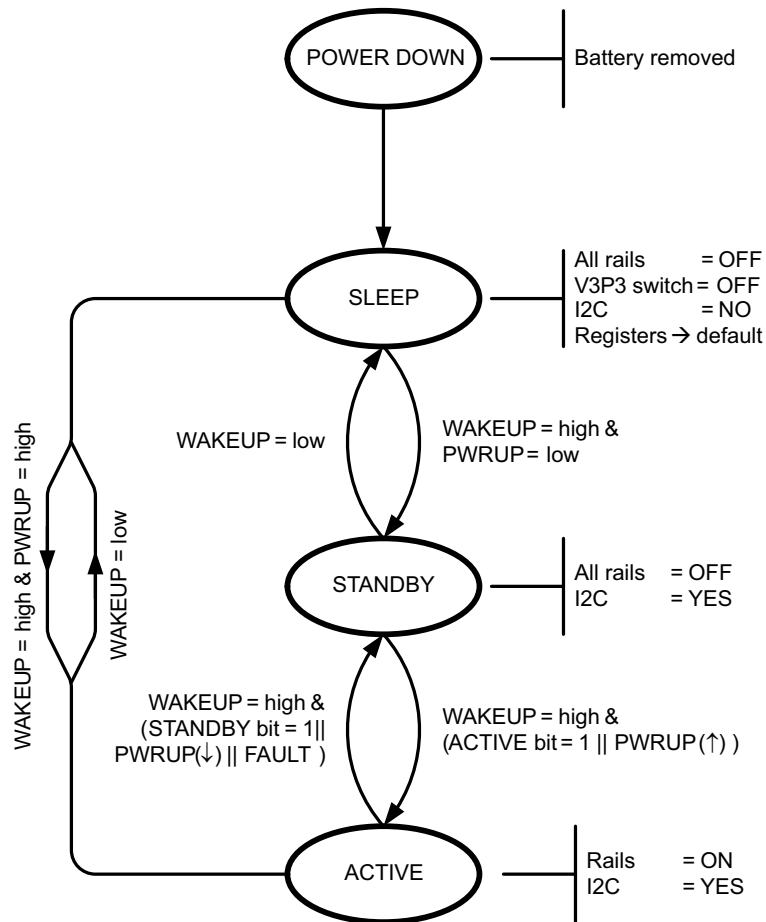 POWER DOWN
Battery removed
SLEEP
All rails = OFF
V3P3 switch = OFF
I2C = NO
Registers → default
WAKEUP = low
WAKEUP = high &
PWRUP = low
WAKEUP = high & PWRUP = high
WAKEUP = low
STANDBY
All rails = OFF
I2C = YES
WAKEUP = high &
(STANDBY bit = 1||
PWRUP(↓) || FAULT )
WAKEUP = high &
(ACTIVE bit = 1 || PWRUP(↑) )
ACTIVE
Rails = ON
I2C = YES